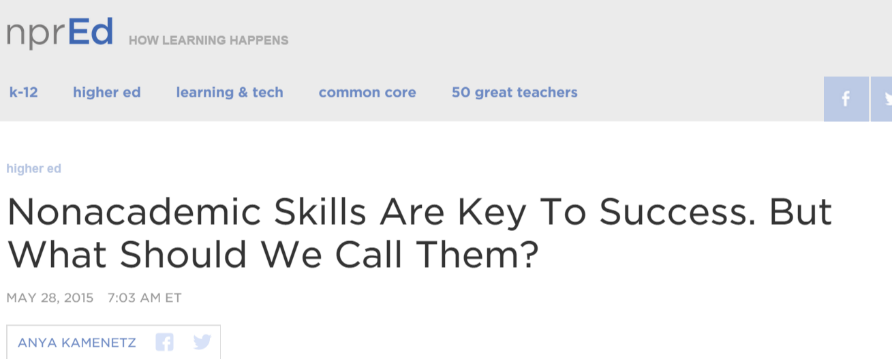 nprEd HOW LEARNING HAPPENS
k-12 higher ed learning & tech common core 50 great teachers
higher ed
Nonacademic Skills Are Key To Success. But
What Should We Call Them?
MAY 28, 2015 7:03 AM ET
ANYA KAMENETZ